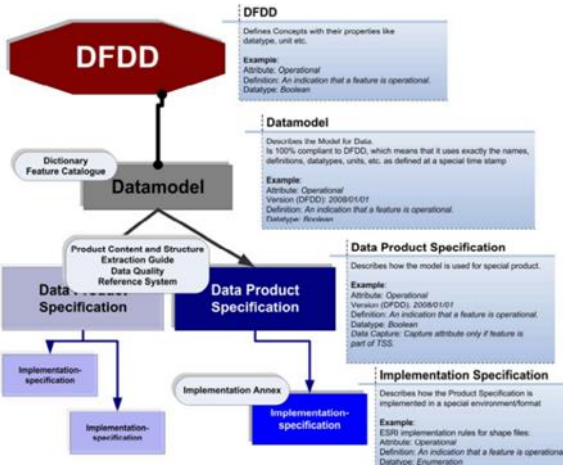 DFDD
DFDD
Defines Concepts with their properties like
datatype, unit etc.
Example:
Attribute: Operational
Definition: An indication that a feature is operational.
Datatype: Boolean
Datamodel
Describes the Model for Data.
Is 100% compliant to DFDD, which means that it uses exactly the names,
definitions, datatypes, units, etc. as defined at a special time stamp
Example:
Attribute: Operational
Version (DFDD): 2008/01/01
Definition: An indication that a feature is operational.
Datatype: Boolean
Dictionary
Feature Catalogue
Datamodel
Product Content and Structure
Extraction Guide
Data Quality
Reference System
Data Product
Specification
Data Product
Specification
Data Product Specification
Describes how the model is used for special product.
Example:
Attribute: Operational
Version (DFDD): 2008/01/01
Definition: An indication that a feature is operational.
Datatype: Boolean
Data Capture: Capture attribute only if feature is
part of TSS.
Implementation-
specification
Implementation-
specification
Implementation Annex
Implementation-
specification
Implementation Specification
Describes how the Product Specification is
implemented in a special environment/format
Example:
ESRI implementation rules for shape files:
Attribute: Operational
Definition: An indication that a feature is operational
Datatype: Enumeration